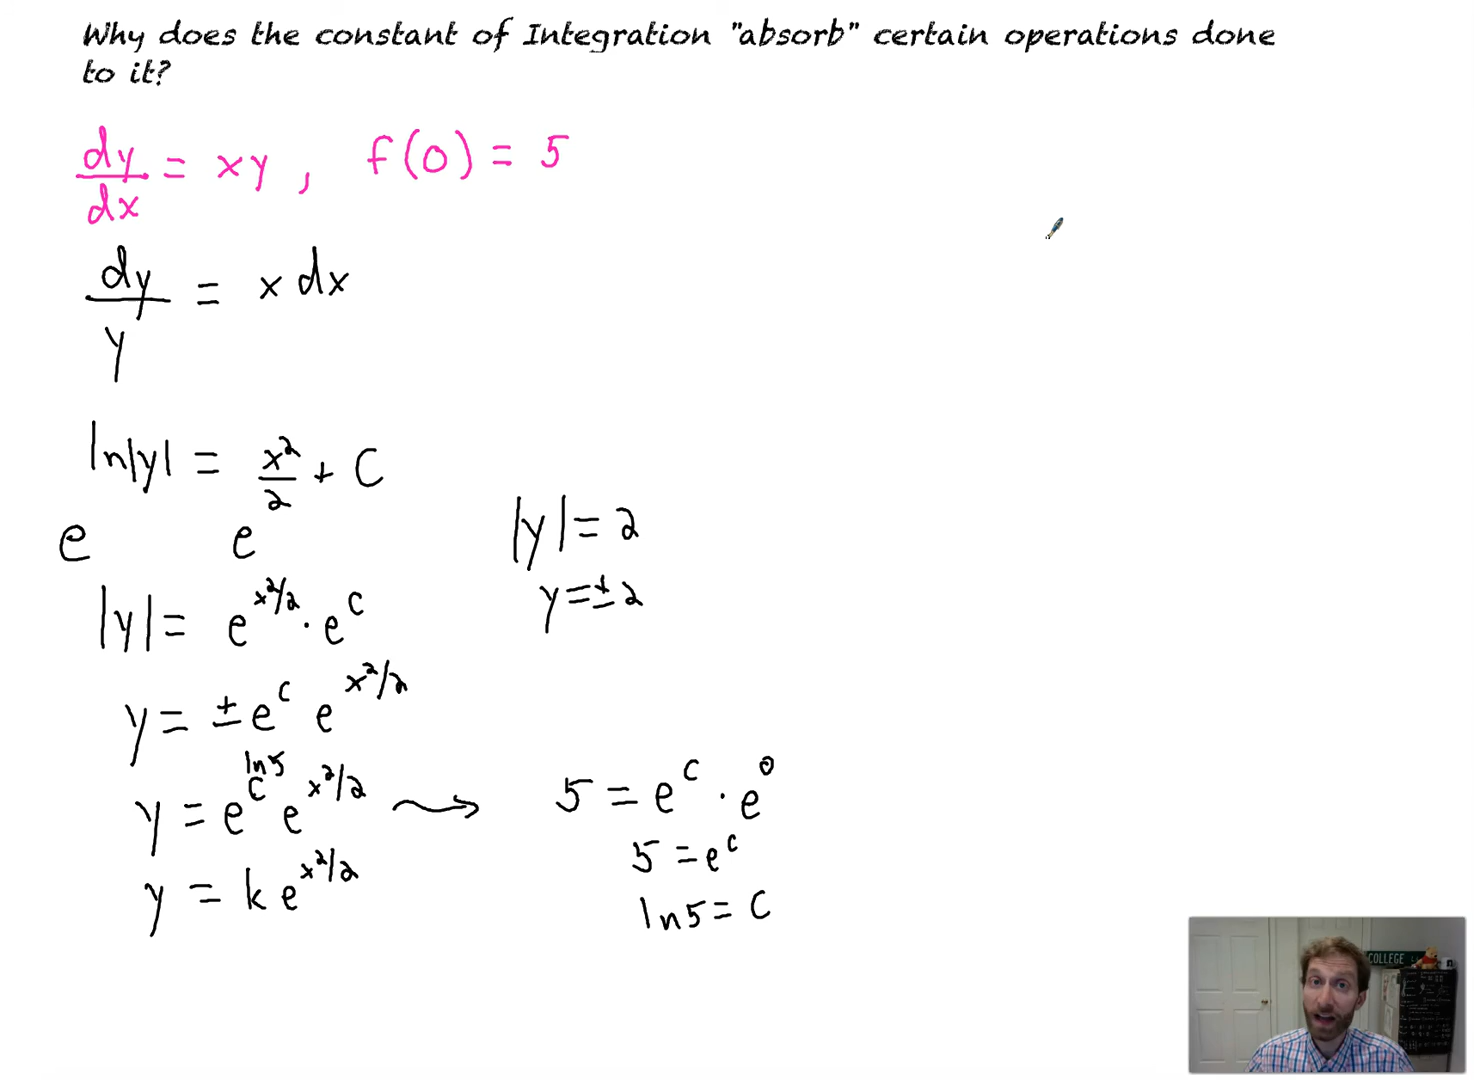 Why does the constant of Integration "absorb" certain operations done
to it?
dy/dx = xy, f(0) = 5
dy/y = x dx
ln|y| = x²/2 + C
e e
|y| = 2
y = ±2
|y| = e^(x²/2) · e^C
y = ±e^C e^(x²/2)
ln5
y = e^C e^(x²/2)
5 = e^C · e^0
5 = e^C
y = k e^(x²/2)
ln5 = C
COLLEGE